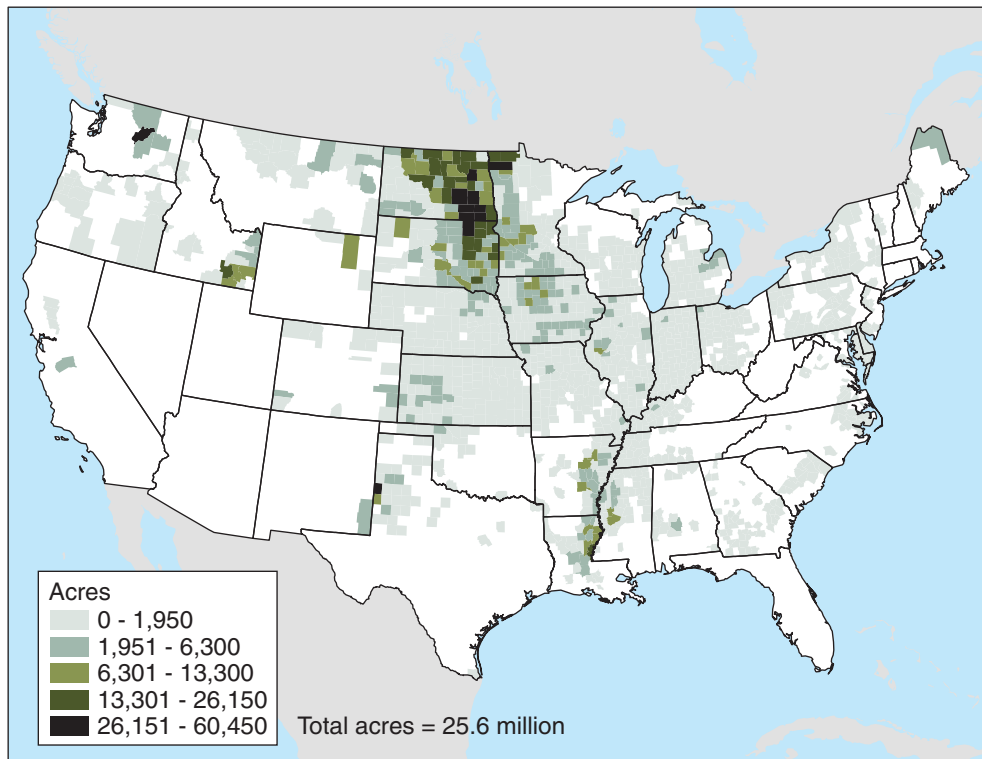 Acres
0 - 1,950
1,951 - 6,300
6,301 - 13,300
13,301 - 26,150
26,151 - 60,450
Total acres = 25.6 million